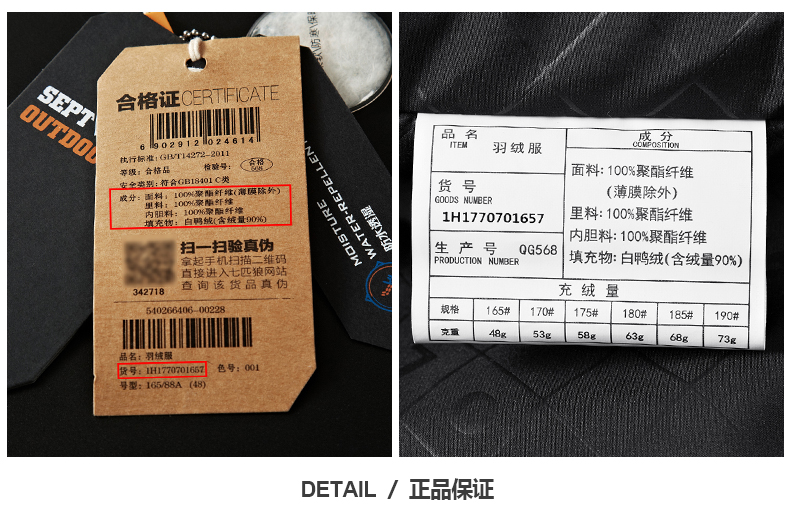 SEPT
OUTDOO
合格证CERTIFICATE
6 902912 024614
执行标准: GB/T14272-2011
等级: 合格品 检验号: 合格 568
安全类别: 符合GB18401 C类
成分: 面料: 100%聚酯纤维(薄膜除外)
里料: 100%聚酯纤维
内胆料: 100%聚酯纤维
填充物: 白鸭绒(含绒量90%)
扫一扫验真伪
拿起手机扫描二维码
直接进入七匹狼网站
查询该货品真伪
342718
540266406-00228
品名: 羽绒服
货号: 1H1770701657 色号: 001
号型: 165/88A (48)
MOISTURE
WATER-REPELLENT
防水透湿
品 名
ITEM
羽绒服
货 号
GOODS NUMBER
1H1770701657
生 产 号
PRODUCTION NUMBER
QG568
成 分
COMPOSITION
面料: 100%聚酯纤维
(薄膜除外)
里料: 100%聚酯纤维
内胆料: 100%聚酯纤维
填充物: 白鸭绒(含绒量90%)
充 绒 量
规格 165# 170# 175# 180# 185# 190#
克重 48g 53g 58g 63g 68g 73g
DETAIL / 正品保证